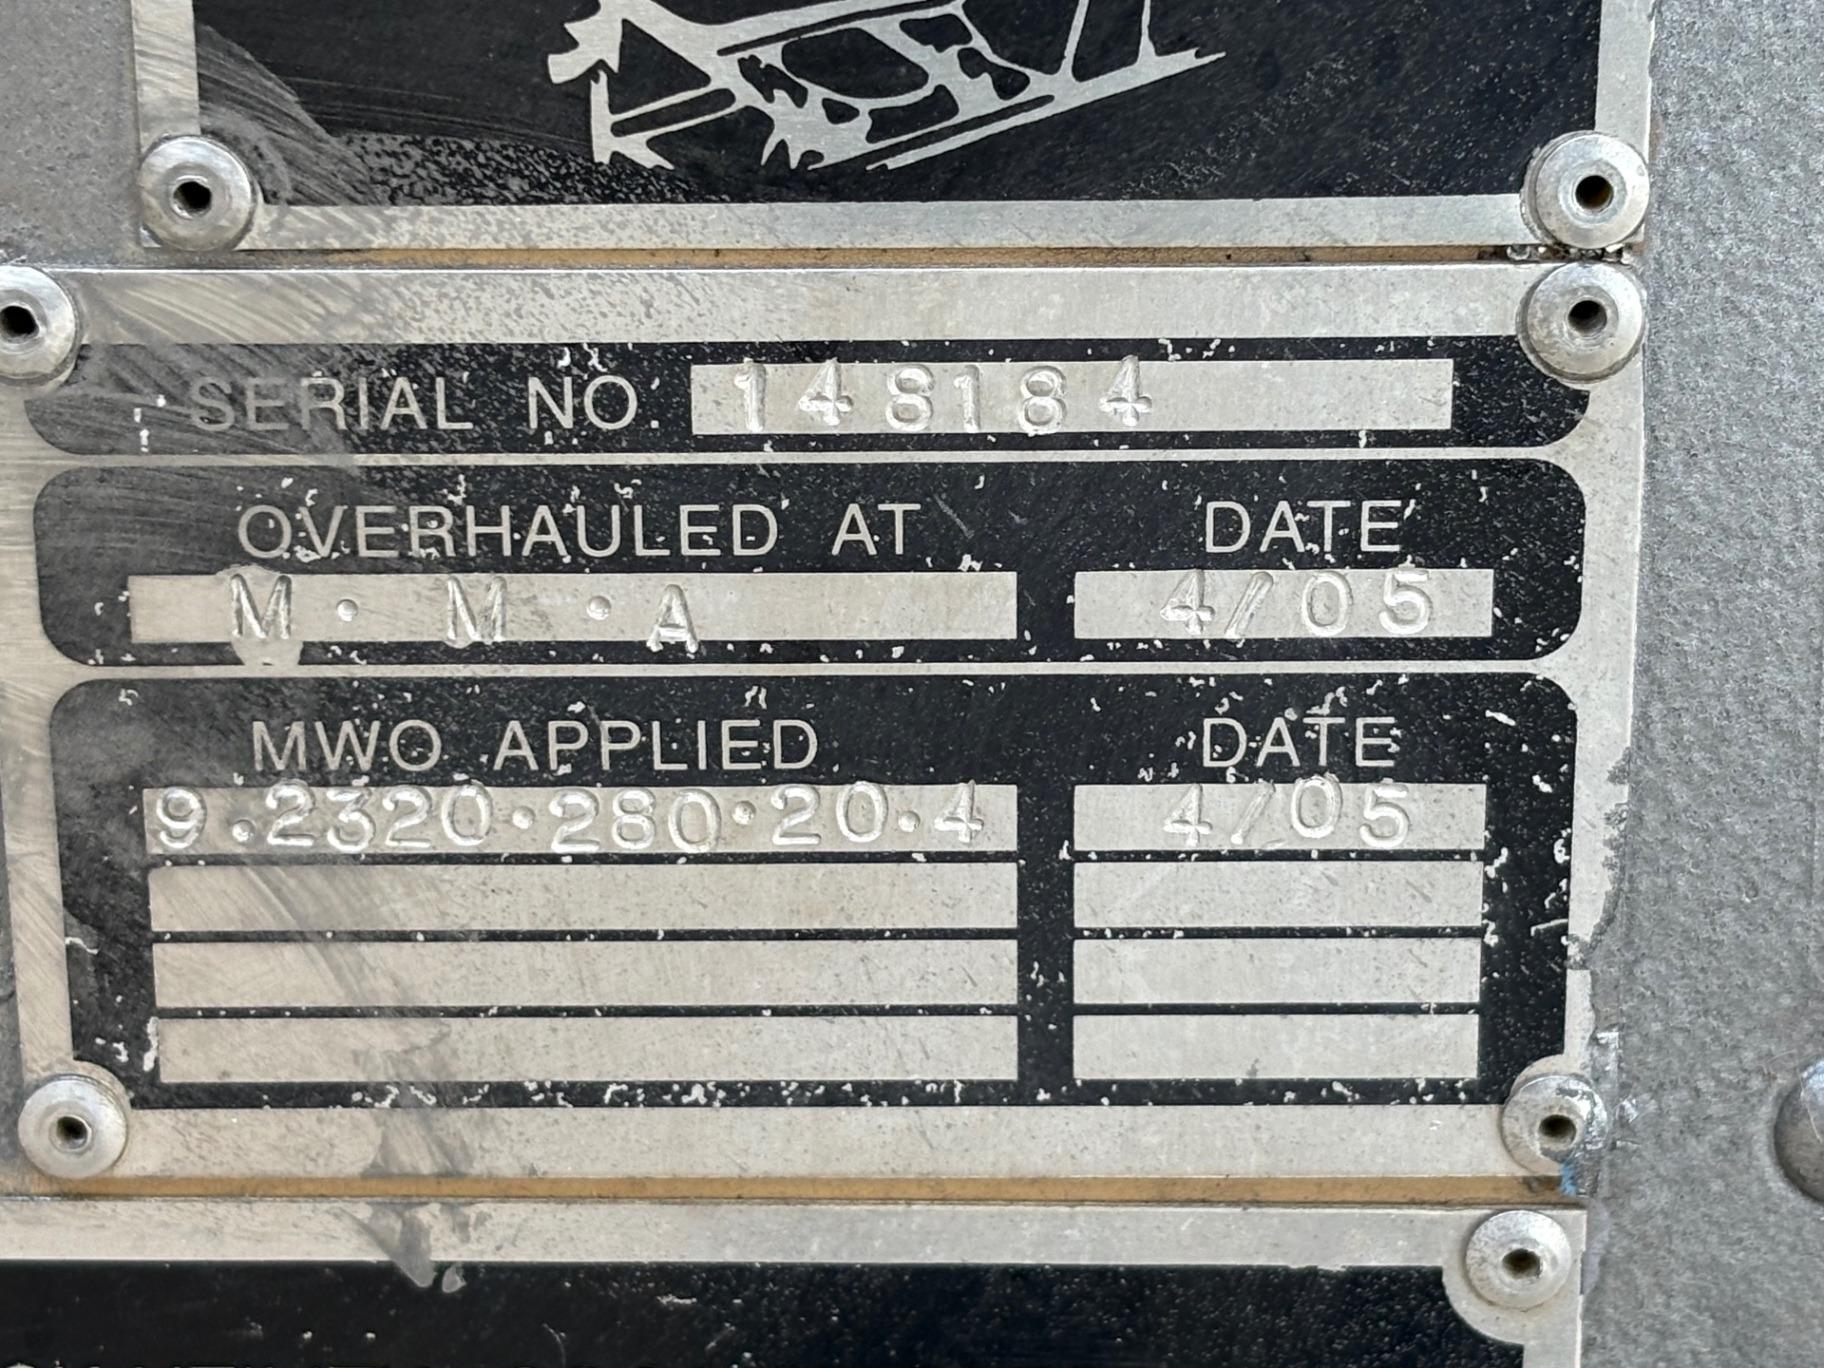 SERIAL NO. 148184
OVERHAULED AT DATE
M. M. A 4/05
MWO APPLIED DATE
9.2320.280.20.4 4/05